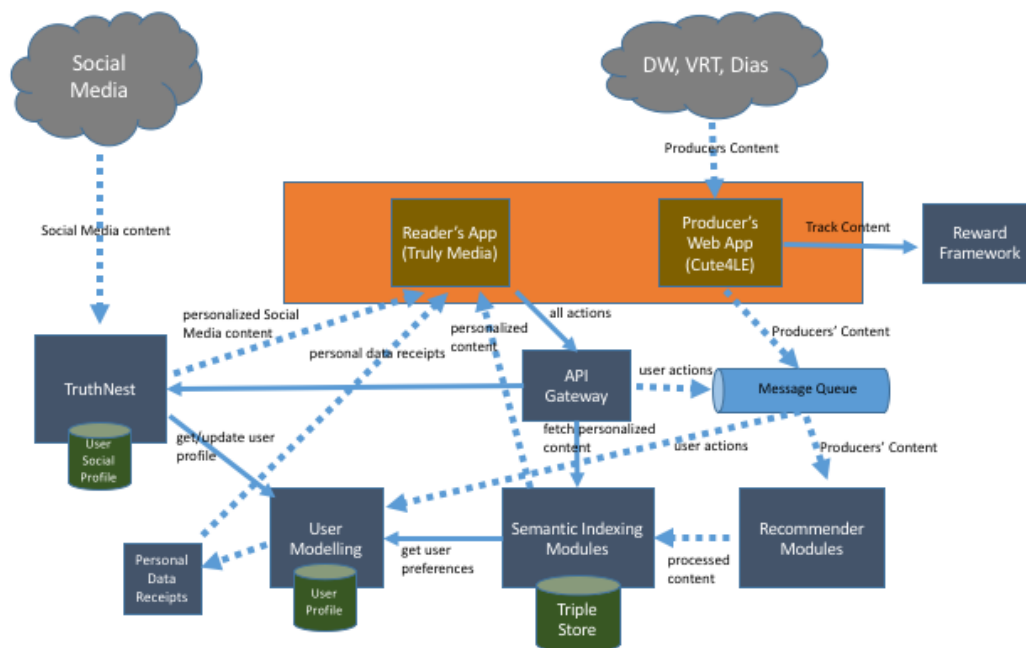 Social
Media
DW, VRT, Dias
Producers Content
Social Media content
Reader's App
(Truly Media)
Producer's
Web App
(Cute4LE)
Track Content
Reward
Framework
all actions
personalized Social
Media content
personalized
content
personal data receipts
Producers' Content
TruthNest
API
Gateway
user actions
Message Queue
User
Social
Profile
get/update user
profile
fetch personalized
content
user actions
Producers' Content
User
Modelling
Semantic Indexing
Modules
Recommender
Modules
get user
preferences
processed
content
Personal
Data
Receipts
User
Profile
Triple
Store